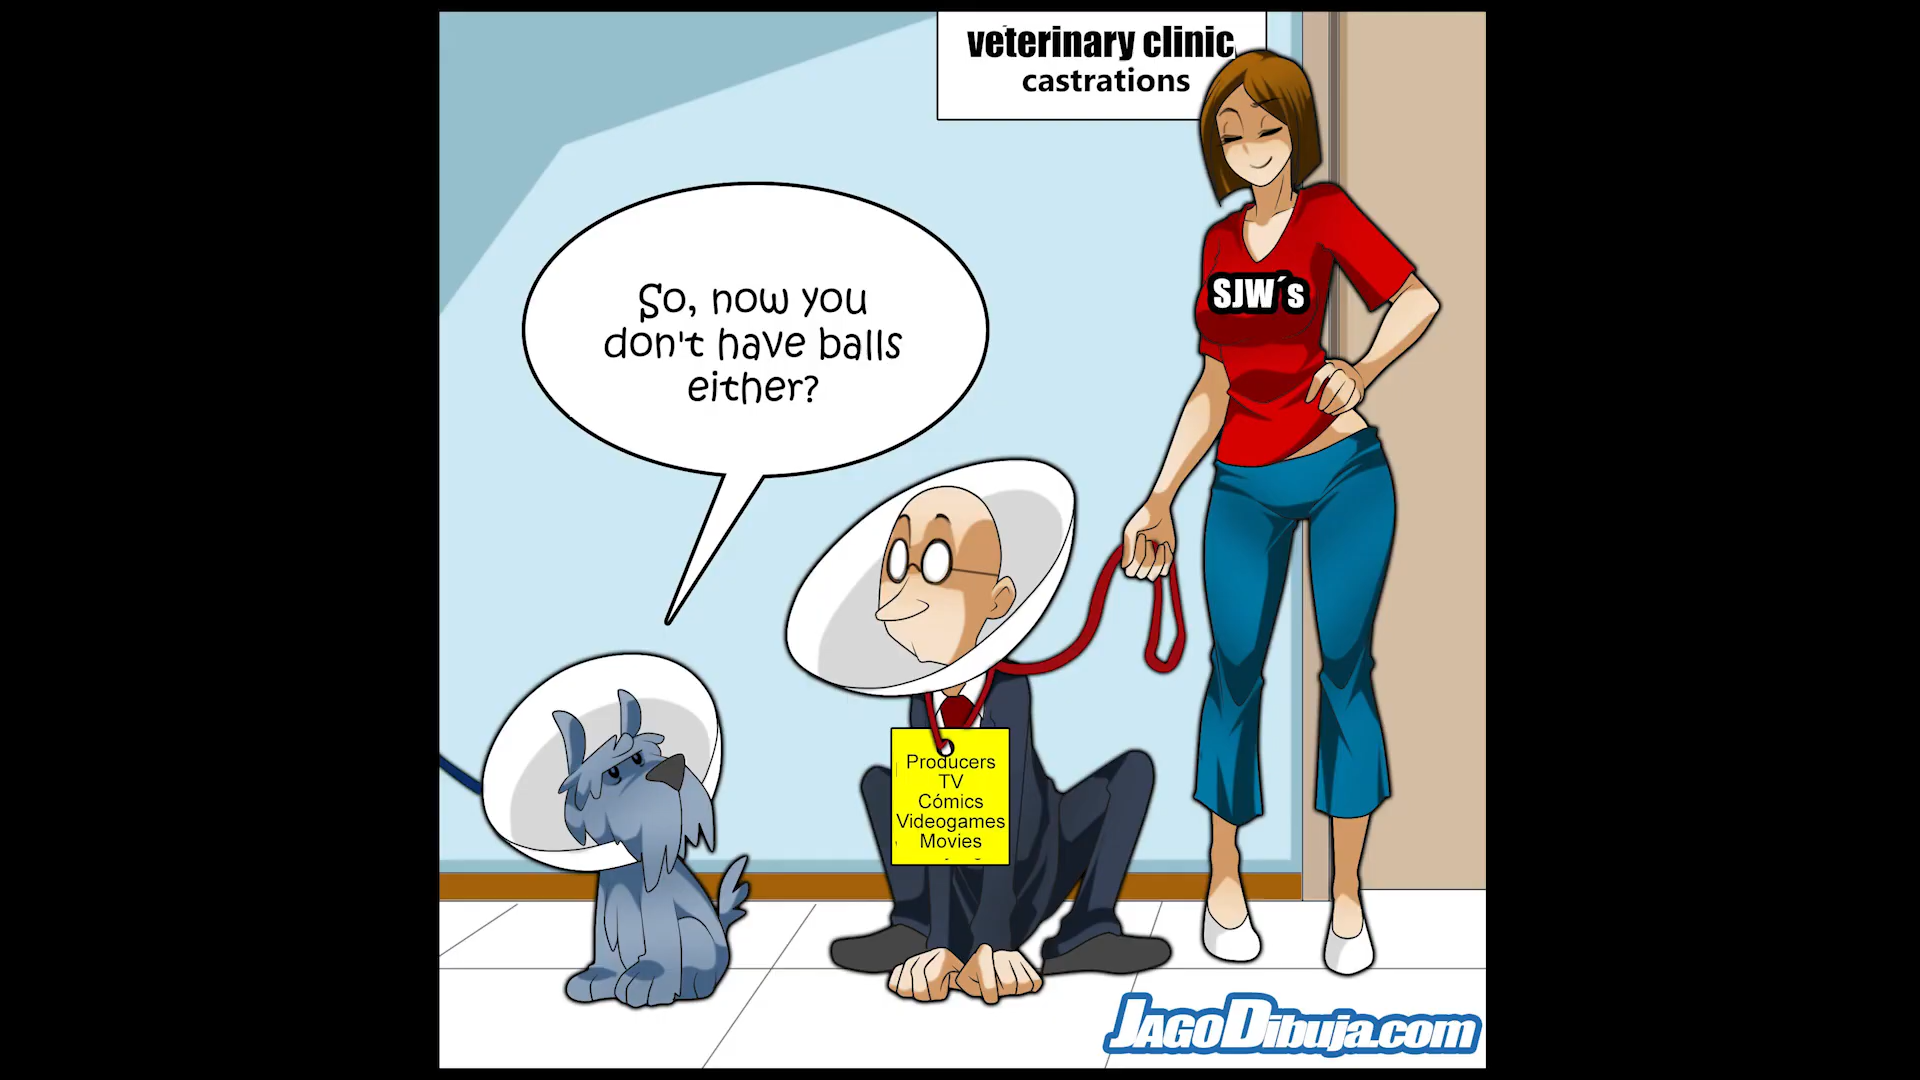 veterinary clinic
castrations
SJW´s
So, now you
don't have balls
either?
Producers
TV
Cómics
Videogames
Movies
JAGODibuja.com